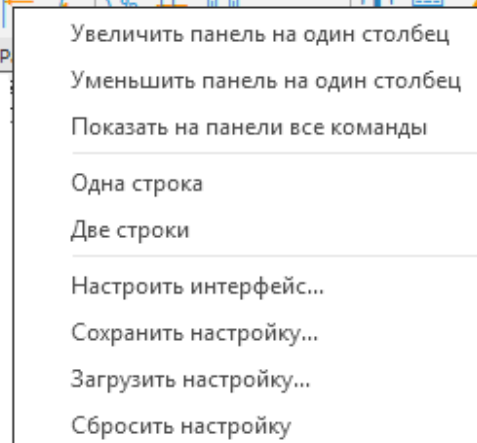 Увеличить панель на один столбец
Уменьшить панель на один столбец
Показать на панели все команды
Одна строка
Две строки
Настроить интерфейс...
Сохранить настройку...
Загрузить настройку...
Сбросить настройку